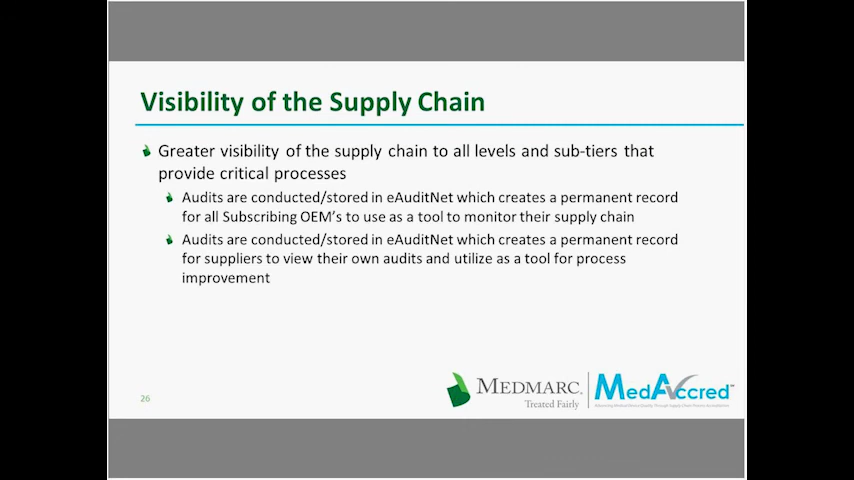 Visibility of the Supply Chain
Greater visibility of the supply chain to all levels and sub-tiers that
provide critical processes
Audits are conducted/stored in eAuditNet which creates a permanent record
for all Subscribing OEM's to use as a tool to monitor their supply chain
Audits are conducted/stored in eAuditNet which creates a permanent record
for suppliers to view their own audits and utilize as a tool for process
improvement
MEDMARC®
Treated Fairly
MedAccred™
26